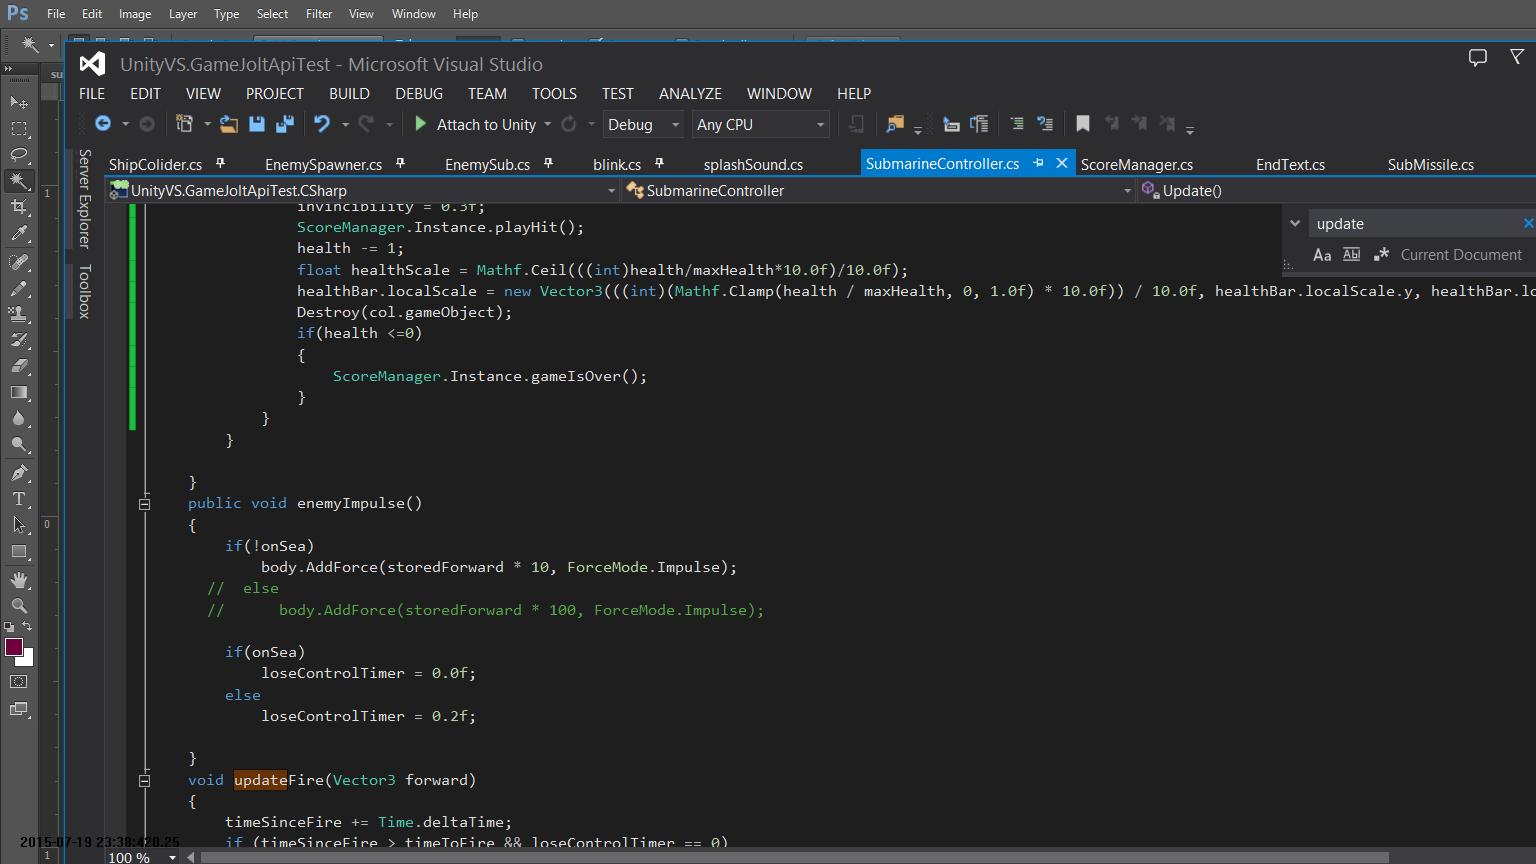 Ps File Edit Image Layer Type Select Filter View Window Help
UnityVS.GameJoltApiTest - Microsoft Visual Studio
FILE EDIT VIEW PROJECT BUILD DEBUG TEAM TOOLS TEST ANALYZE WINDOW HELP
Attach to Unity Debug Any CPU
ShipColider.cs EnemySpawner.cs EnemySub.cs blink.cs splashSound.cs SubmarineController.cs ScoreManager.cs EndText.cs SubMissile.cs
UnityVS.GameJoltApiTest.CSharp SubmarineController Update()
Server Explorer
Toolbox
update
Aa Abl Current Document
invincibility = 0.3f;
ScoreManager.Instance.playHit();
health -= 1;
float healthScale = Mathf.Ceil(((int)health/maxHealth*10.0f)/10.0f);
healthBar.localScale = new Vector3(((int)(Mathf.Clamp(health / maxHealth, 0, 1.0f) * 10.0f)) / 10.0f, healthBar.localScale.y, healthBar.lo
Destroy(col.gameObject);
if(health <=0)
{
ScoreManager.Instance.gameIsOver();
}
}
}
}
public void enemyImpulse()
{
if(!onSea)
body.AddForce(storedForward * 10, ForceMode.Impulse);
// else
// body.AddForce(storedForward * 100, ForceMode.Impulse);
if(onSea)
loseControlTimer = 0.0f;
else
loseControlTimer = 0.2f;
}
void updateFire(Vector3 forward)
{
timeSinceFire += Time.deltaTime;
if (timeSinceFire > timeToFire && loseControlTimer == 0)
100 %
su
1
0
1